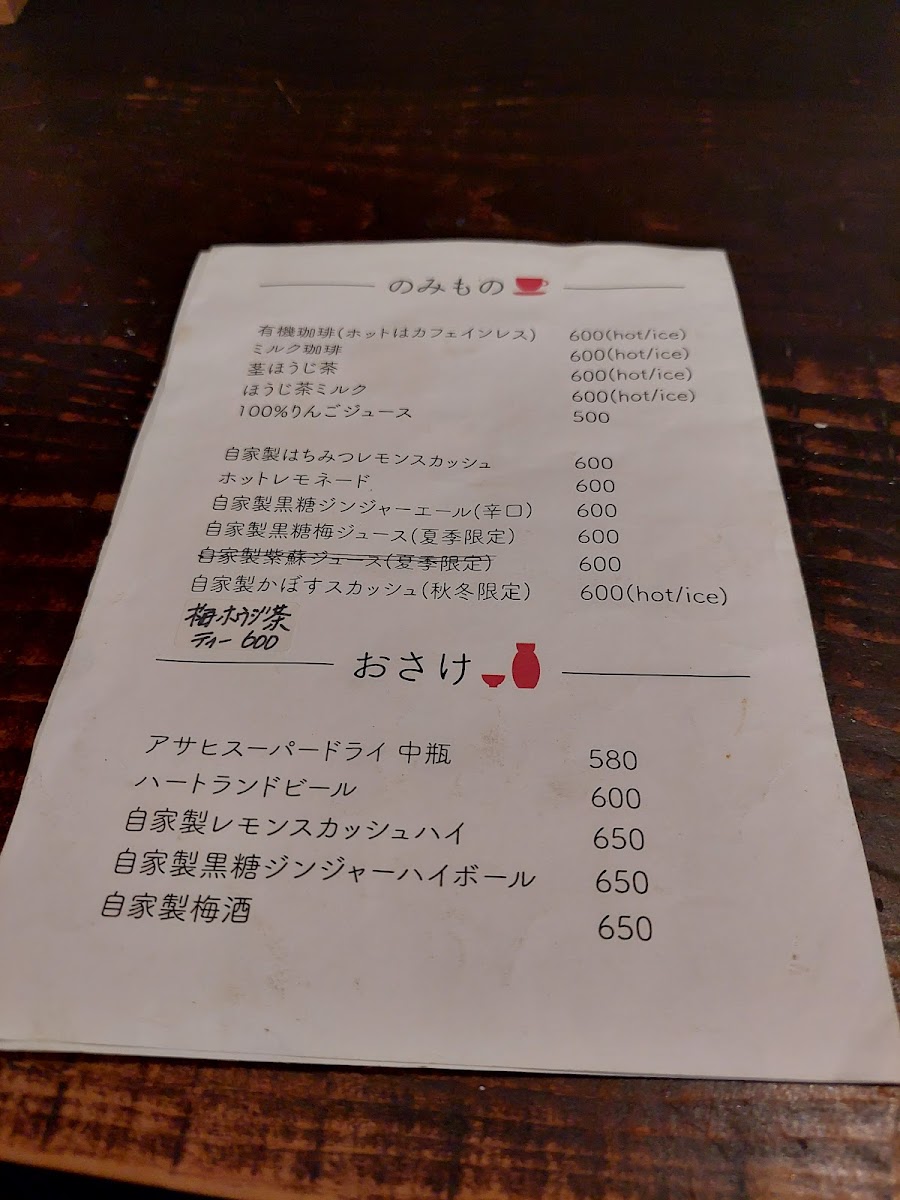 のみもの
有機珈琲(ホットはカフェインレス) 600(hot/ice)
ミルク珈琲 600(hot/ice)
茎ほうじ茶 600(hot/ice)
ほうじ茶ミルク 600(hot/ice)
100%りんごジュース 500
自家製はちみつレモンスカッシュ 600
ホットレモネード 600
自家製黒糖ジンジャーエール(辛口) 600
自家製黒糖梅ジュース(夏季限定) 600
自家製紫蘇ジュース(夏季限定) 600
自家製かぼすスカッシュ(秋冬限定) 600(hot/ice)
梅ホウジ茶
ティー 600
おさけ
アサヒスーパードライ 中瓶 580
ハートランドビール 600
自家製レモンスカッシュハイ 650
自家製黒糖ジンジャーハイボール 650
自家製梅酒 650